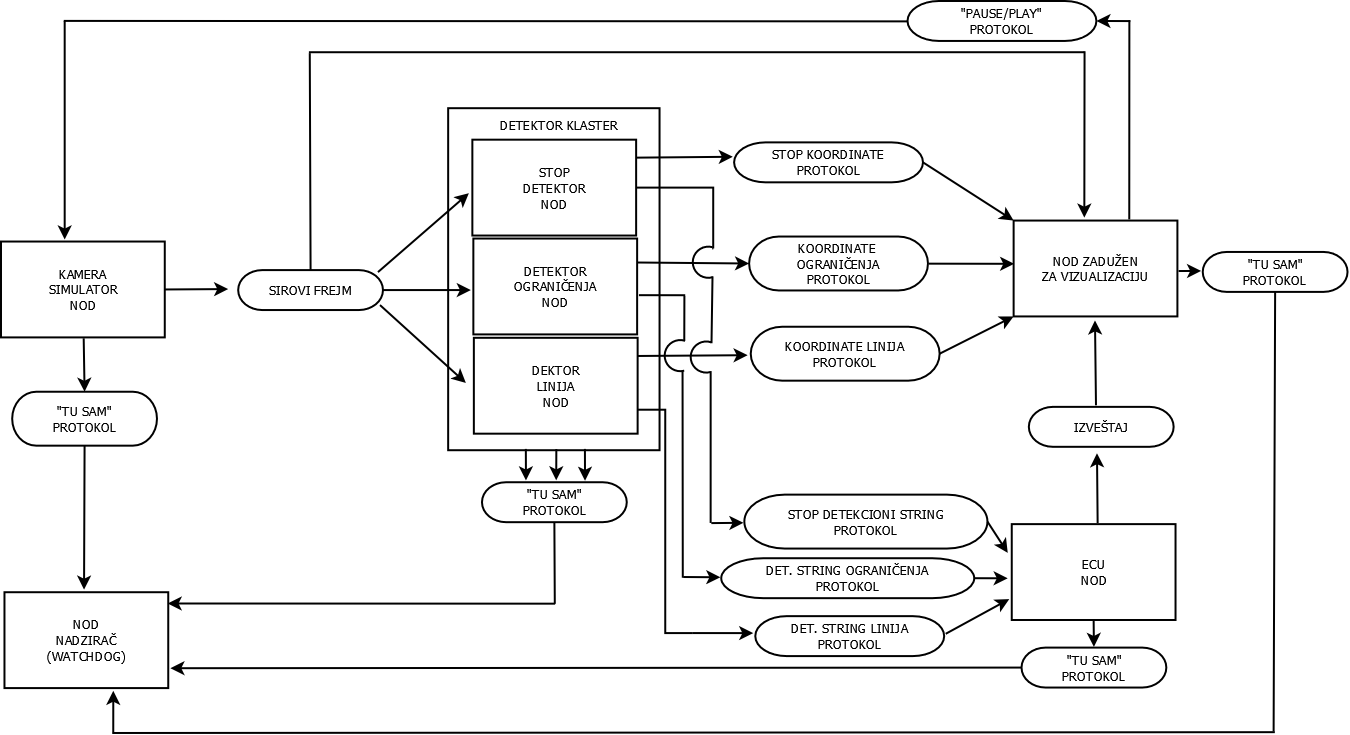 "PAUSE/PLAY"
PROTOKOL
DETEKTOR KLASTER
STOP
DETEKTOR
NOD
STOP KOORDINATE
PROTOKOL
KAMERA
SIMULATOR
NOD
SIROVI FREJM
DETEKTOR
OGRANIČENJA
NOD
KOORDINATE
OGRANIČENJA
PROTOKOL
NOD ZADUŽEN
ZA VIZUALIZACIJU
"TU SAM"
PROTOKOL
DEKTOR
LINIJA
NOD
KOORDINATE LINIJA
PROTOKOL
"TU SAM"
PROTOKOL
IZVEŠTAJ
"TU SAM"
PROTOKOL
STOP DETEKCIONI STRING
PROTOKOL
DET. STRING OGRANIČENJA
PROTOKOL
ECU
NOD
NOD
NADZIRAČ
(WATCHDOG)
DET. STRING LINIJA
PROTOKOL
"TU SAM"
PROTOKOL